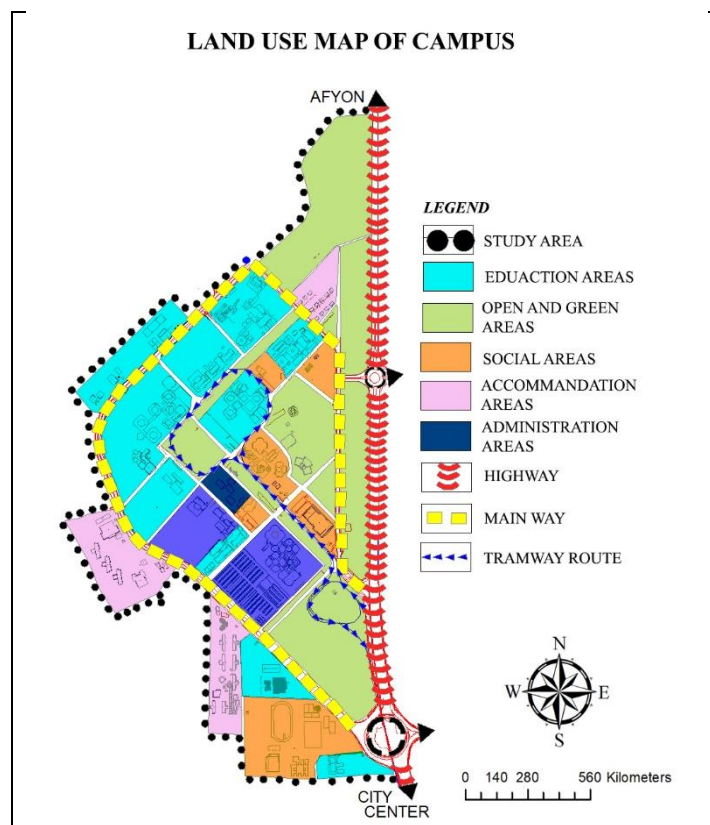 LAND USE MAP OF CAMPUS
AFYON
LEGEND
STUDY AREA
EDUACTION AREAS
OPEN AND GREEN
AREAS
SOCIAL AREAS
ACCOMMANDATION
AREAS
ADMINISTRATION
AREAS
HIGHWAY
MAIN WAY
TRAMWAY ROUTE
N
W E
S
0 140 280 560 Kilometers
CITY
CENTER